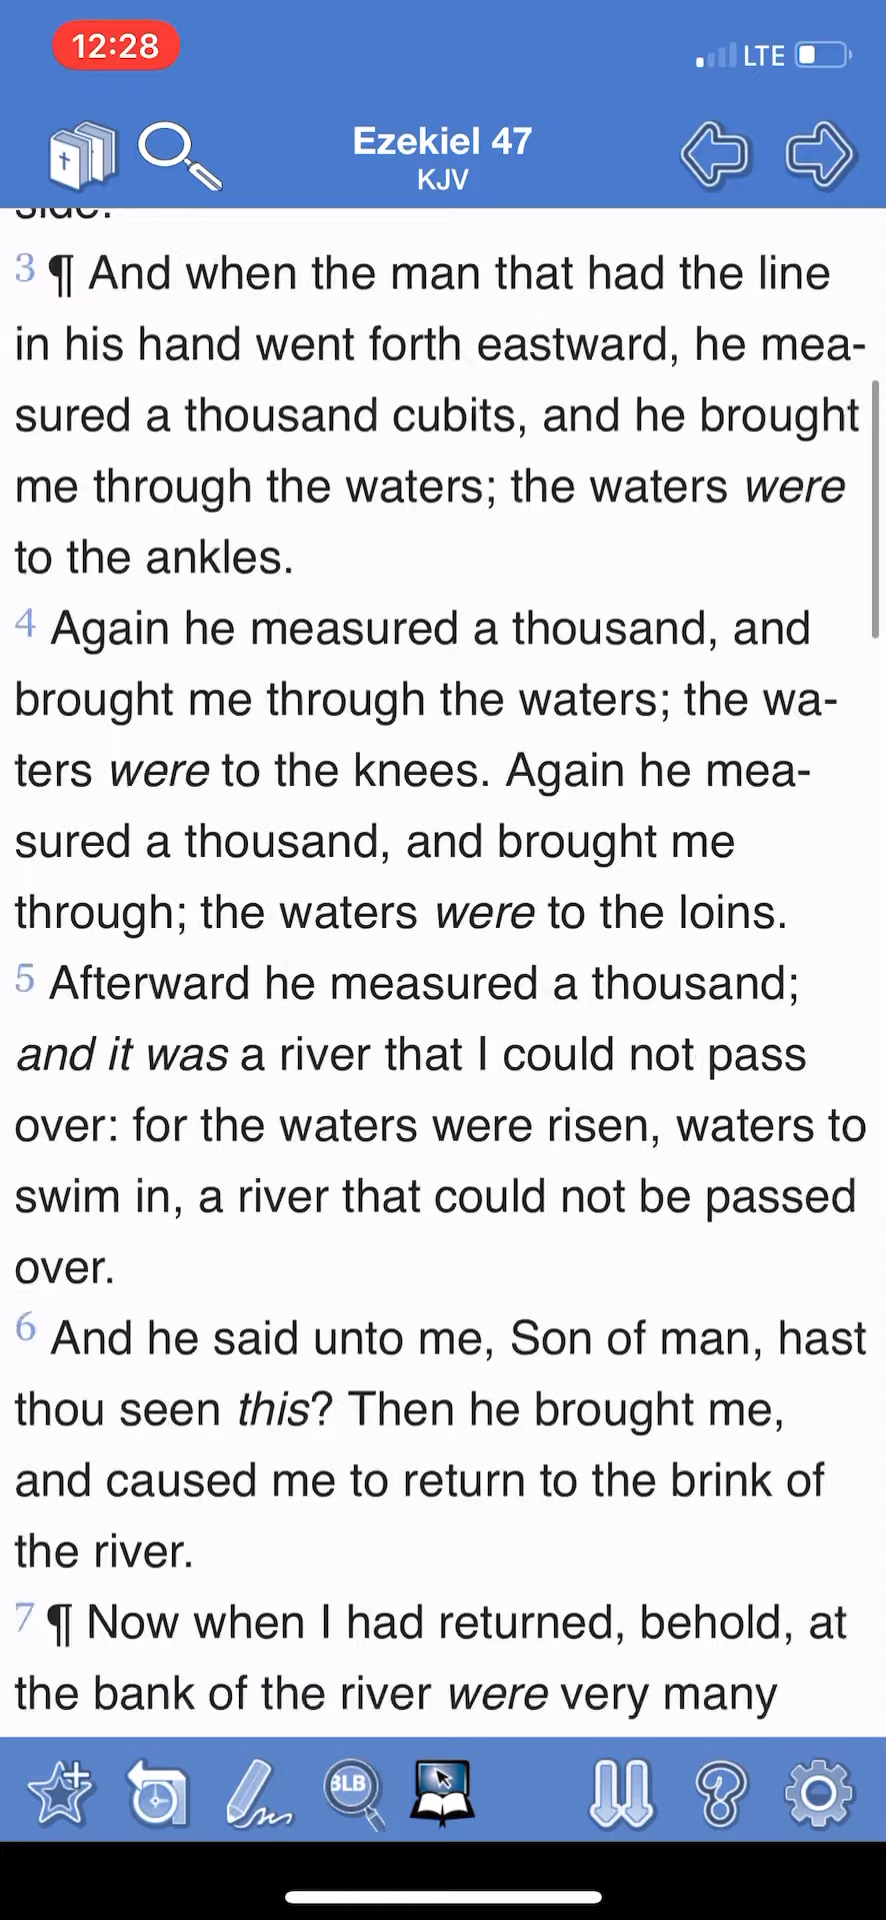 12:28
LTE
Ezekiel 47
KJV
side.
3 ¶ And when the man that had the line
in his hand went forth eastward, he mea-
sured a thousand cubits, and he brought
me through the waters; the waters were
to the ankles.
4 Again he measured a thousand, and
brought me through the waters; the wa-
ters were to the knees. Again he mea-
sured a thousand, and brought me
through; the waters were to the loins.
5 Afterward he measured a thousand;
and it was a river that I could not pass
over: for the waters were risen, waters to
swim in, a river that could not be passed
over.
6 And he said unto me, Son of man, hast
thou seen this? Then he brought me,
and caused me to return to the brink of
the river.
7 ¶ Now when I had returned, behold, at
the bank of the river were very many
BLB